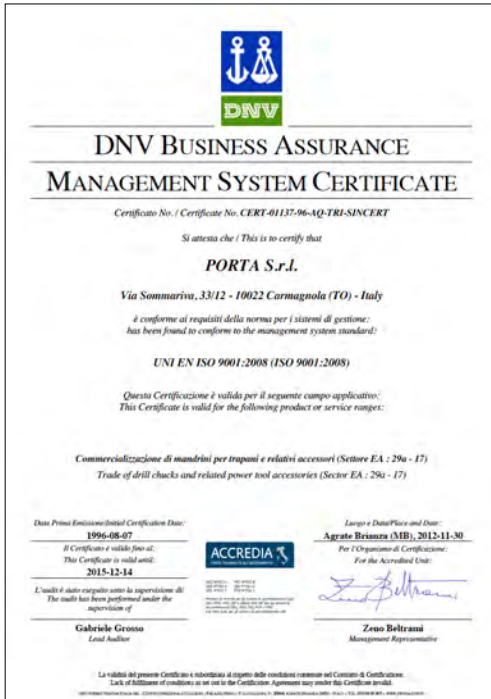 DNV
DNV BUSINESS ASSURANCE
MANAGEMENT SYSTEM CERTIFICATE
Certificato No. / Certificate No. CERT-01137-96-AQ-TRI-SINCERT
Si attesta che / This is to certify that
PORTA S.r.l.
Via Sommariva, 33/12 - 10022 Carmagnola (TO) - Italy
è conforme ai requisiti della norma per i sistemi di gestione:
has been found to conform to the management system standard:
UNI EN ISO 9001:2008 (ISO 9001:2008)
Questa Certificazione è valida per il seguente campo applicativo:
This Certificate is valid for the following product or service ranges:
Commercializzazione di mandrini per trapani e relativi accessori (Settore EA : 29a - 17)
Trade of drill chucks and related power tool accessories (Sector EA : 29a - 17)
Data Prima Emissione/Initial Certification Date:
1996-08-07
Il Certificato è valido fino al:
This Certificate is valid until:
2015-12-14
L'audit è stato eseguito sotto la supervisione di/
The audit has been performed under the
supervision of
Gabriele Grosso
Lead Auditor
ACCREDIA
Luogo e Data/Place and Date:
Agrate Brianza (MB), 2012-11-30
Per l'Organismo di Certificazione:
For the Accredited Unit:
Zeno Beltrami
Zeno Beltrami
Management Representative
La validità del presente Certificato è subordinata al rispetto delle condizioni contenute nel Contratto di Certificazione.
Lack of fulfilment of conditions as set out in the Certification Agreement may render this Certificate invalid.